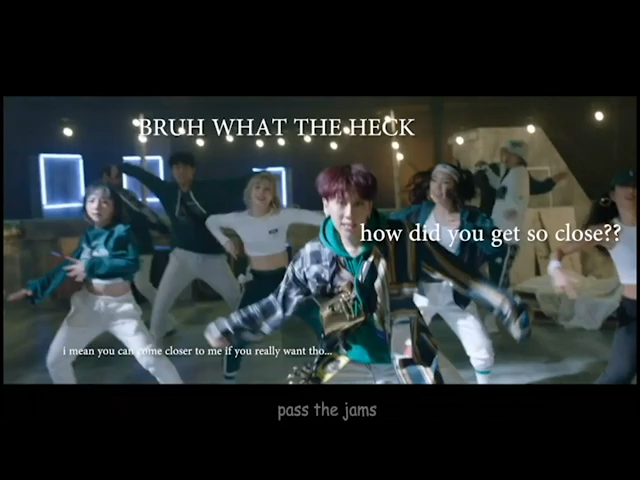 BRUH WHAT THE HECK
how did you get so close??
i mean you can come closer to me if you really want tho...
pass the jams